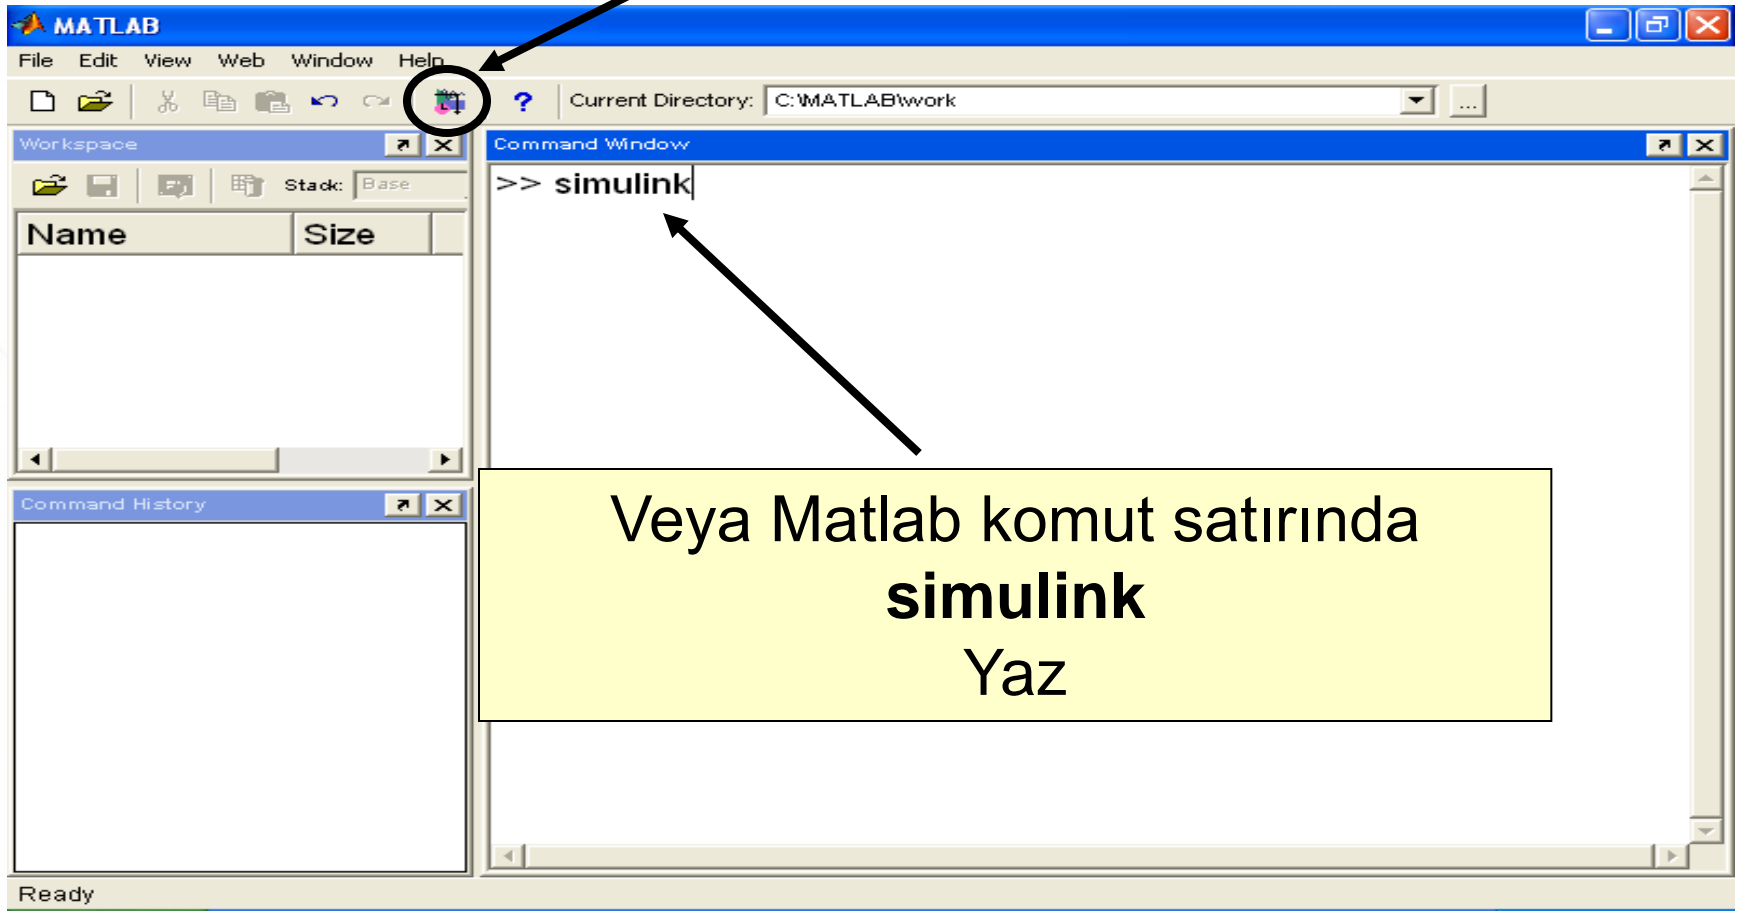 MATLAB
File Edit View Web Window Help
? Current Directory: C:\MATLAB\work ...
Workspace
Stack: Base
Name Size
Command Window
>> simulink
Command History
Veya Matlab komut satırında
simulink
Yaz
Ready